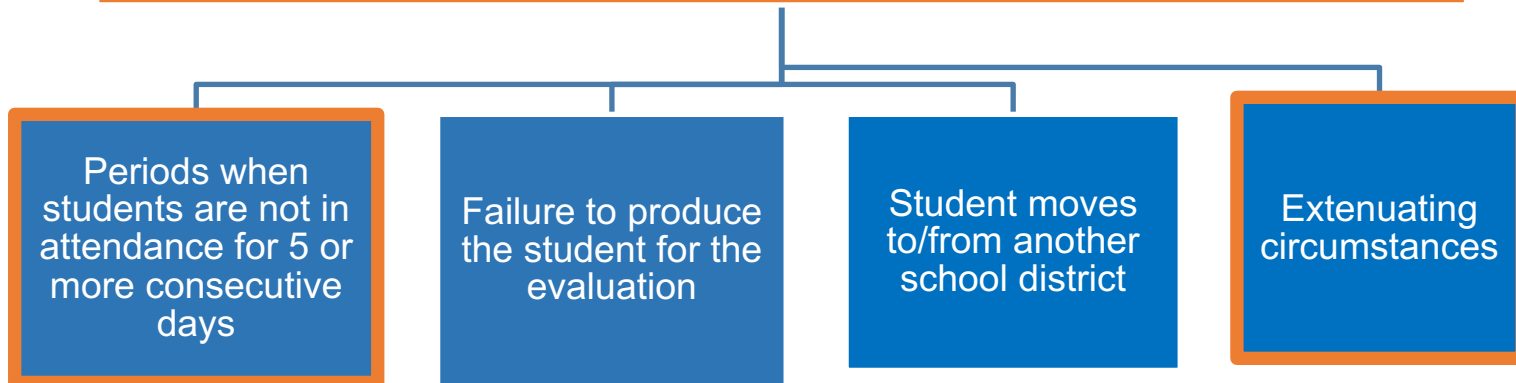 Periods when
students are not in
attendance for 5 or
more consecutive
days
Failure to produce
the student for the
evaluation
Student moves
to/from another
school district
Extenuating
circumstances